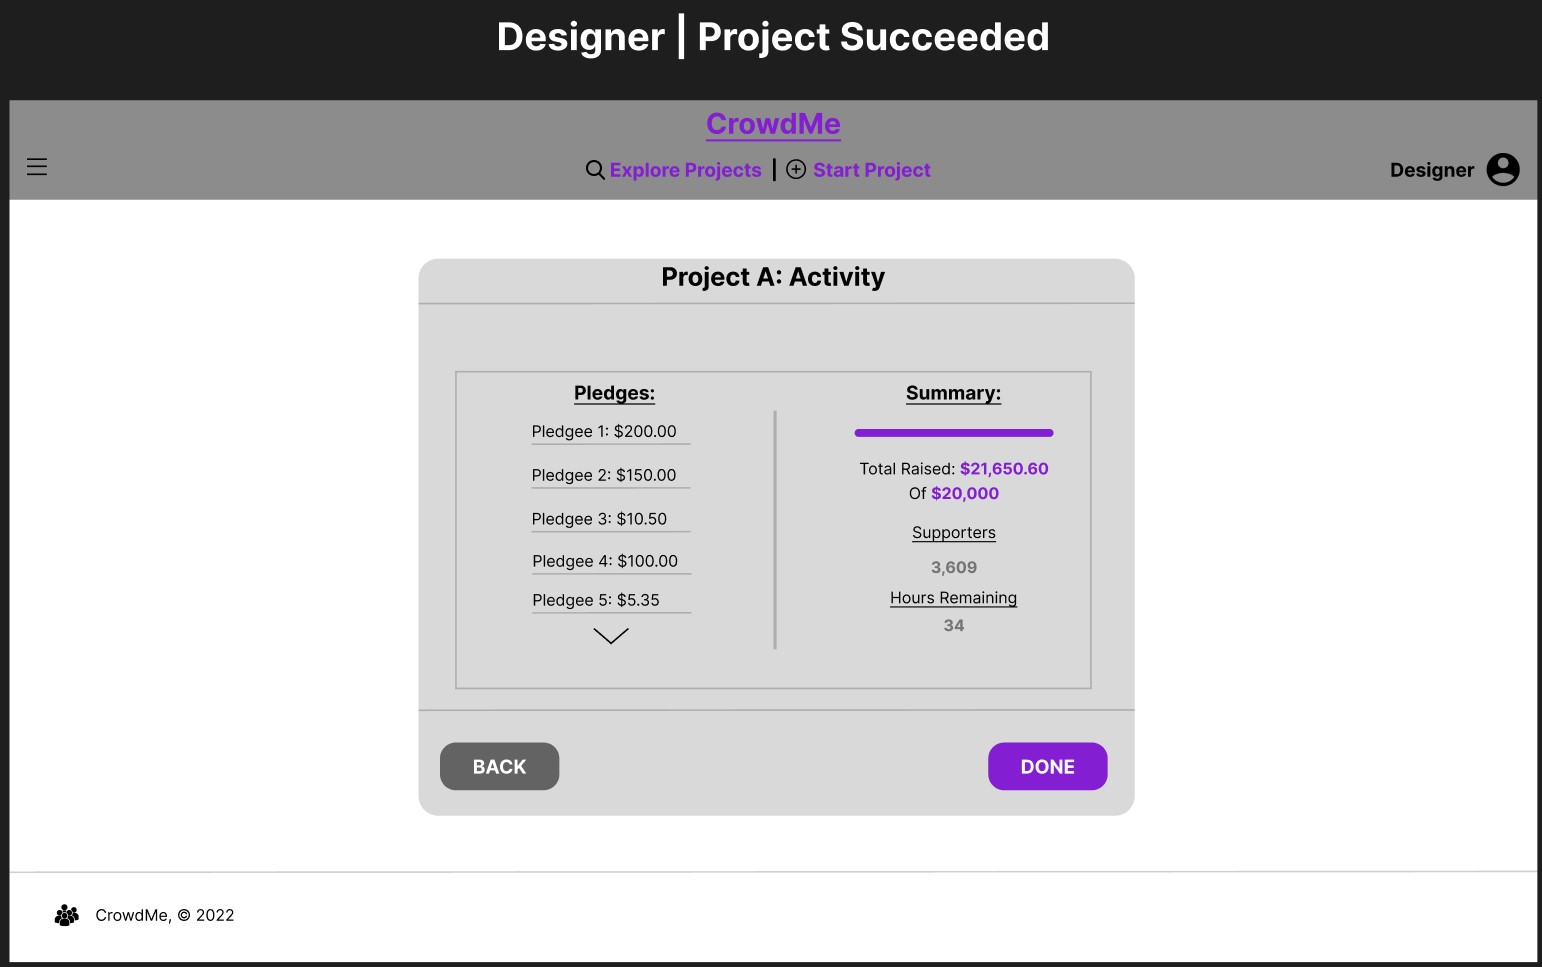 Designer | Project Succeeded
CrowdMe
Explore Projects | Start Project
Designer
Project A: Activity
Pledges:
Pledgee 1: $200.00
Pledgee 2: $150.00
Pledgee 3: $10.50
Pledgee 4: $100.00
Pledgee 5: $5.35
Summary:
Total Raised: $21,650.60
Of $20,000
Supporters
3,609
Hours Remaining
34
BACK
DONE
CrowdMe, © 2022